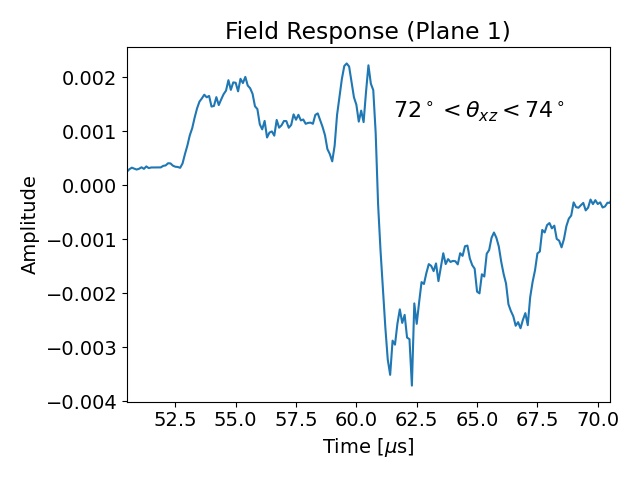 Field Response (Plane 1)
72° < θxz < 74°
Amplitude
0.002
0.001
0.000
−0.001
−0.002
−0.003
−0.004
52.5 55.0 57.5 60.0 62.5 65.0 67.5 70.0
Time [μs]